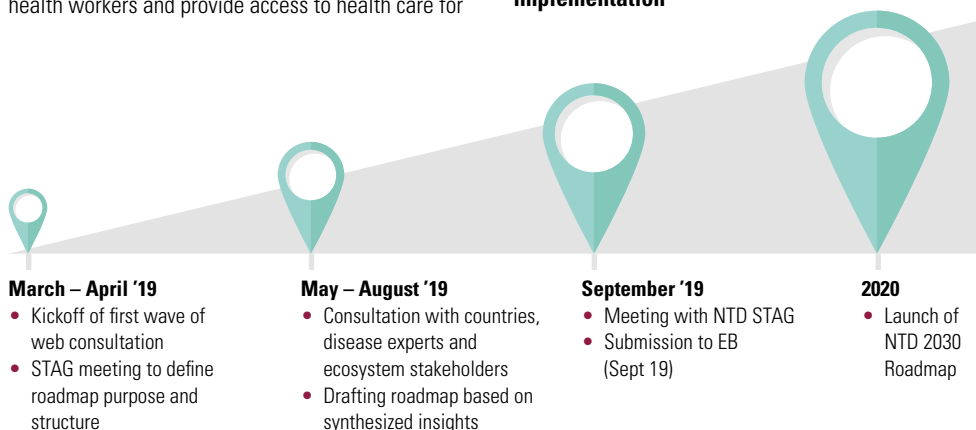 health workers and provide access to health care for
implementation
March – April '19
• Kickoff of first wave of
web consultation
• STAG meeting to define
roadmap purpose and
structure
May – August '19
• Consultation with countries,
disease experts and
ecosystem stakeholders
• Drafting roadmap based on
synthesized insights
September '19
• Meeting with NTD STAG
• Submission to EB
(Sept 19)
2020
• Launch of
NTD 2030
Roadmap